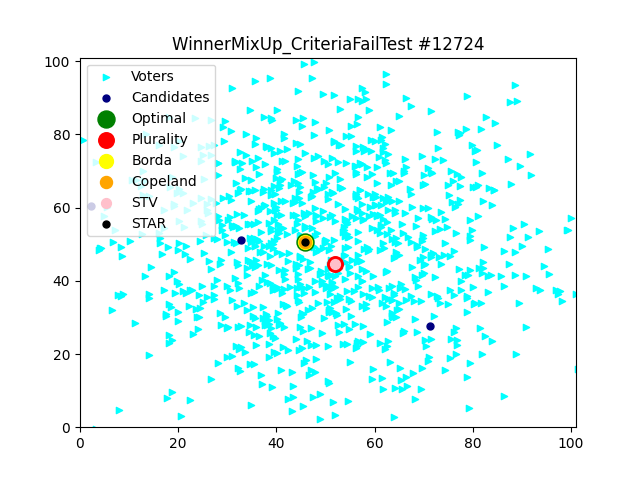 WinnerMixUp_CriteriaFailTest #12724
100
80
60
40
20
0
0
20
40
60
80
100
Voters
Candidates
Optimal
Plurality
Borda
Copeland
STV
STAR